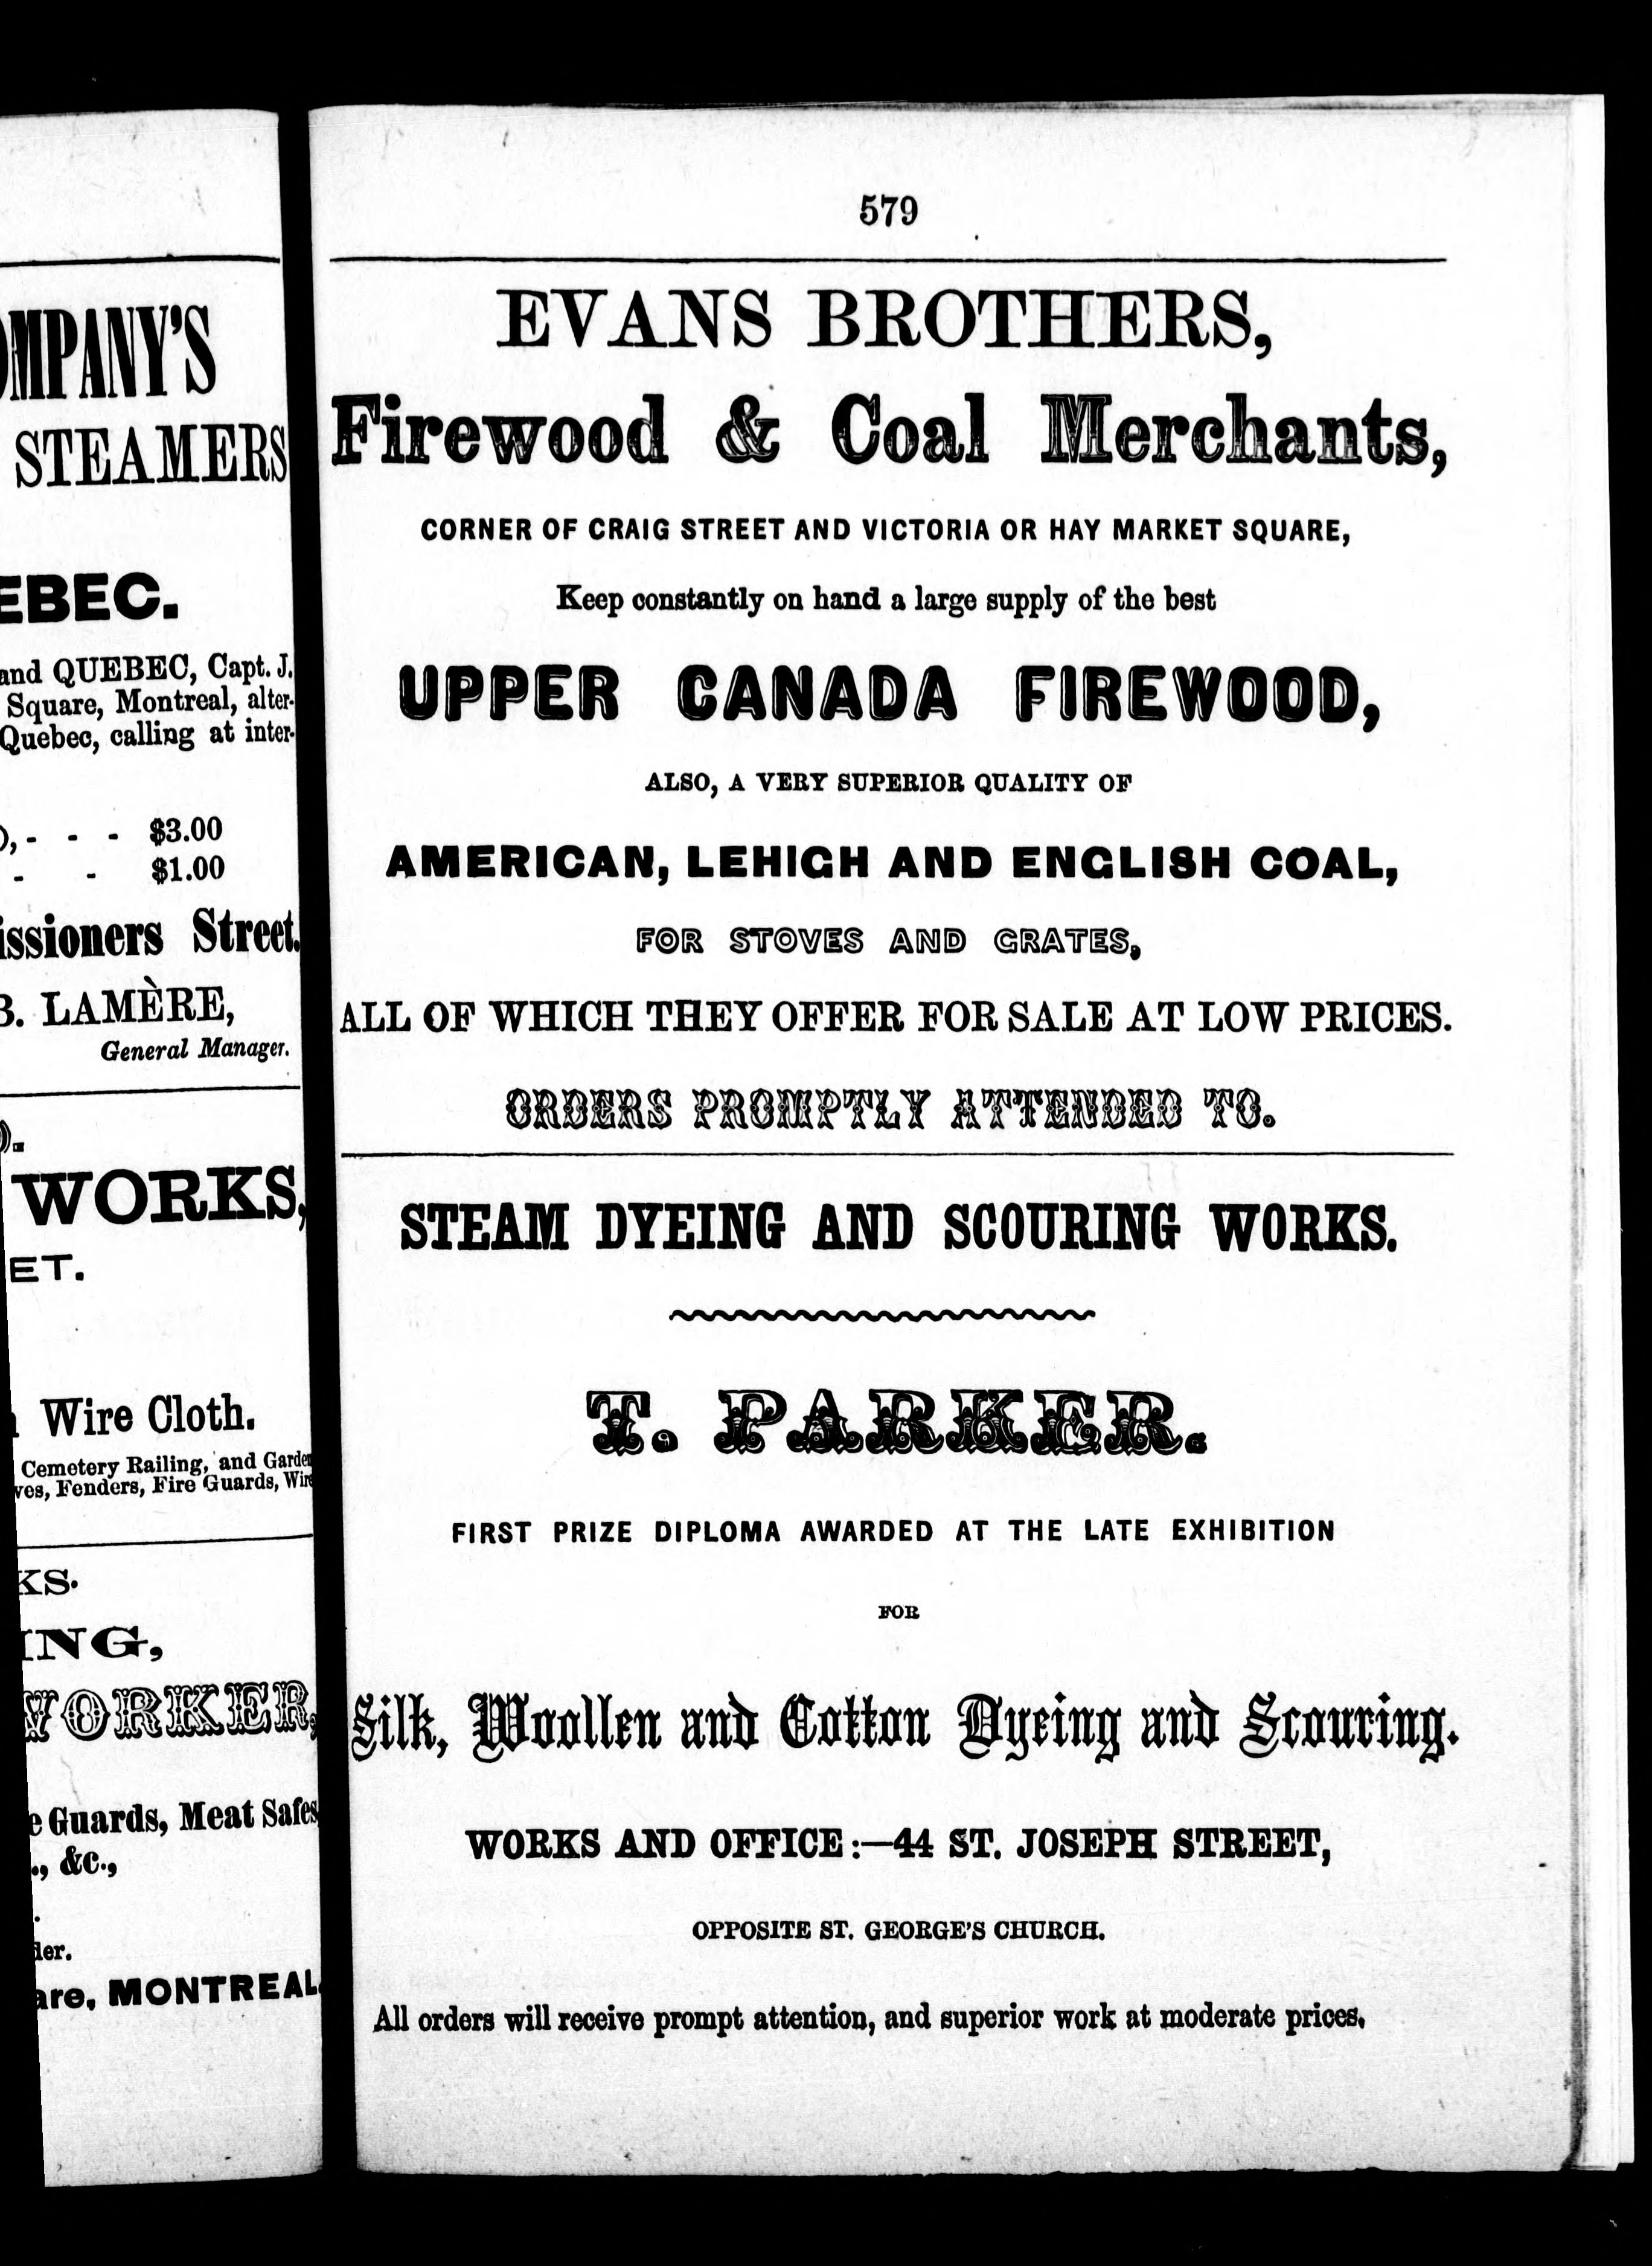 OMPANY'S
STEAMERS
EBEC.
and QUEBEC, Capt. J.
Square, Montreal, alter-
Quebec, calling at inter-
), - - - $3.00
- - $1.00
issioners Street.
B. LAMÈRE,
General Manager.
WORKS,
ET.
Wire Cloth.
Cemetery Railing, and Garden
ves, Fenders, Fire Guards, Wire
KS.
ING,
WORKER,
e Guards, Meat Safes
., &c.,
der.
are, MONTREAL.
579
EVANS BROTHERS,
Firewood & Coal Merchants,
CORNER OF CRAIG STREET AND VICTORIA OR HAY MARKET SQUARE,
Keep constantly on hand a large supply of the best
UPPER CANADA FIREWOOD,
ALSO, A VERY SUPERIOR QUALITY OF
AMERICAN, LEHIGH AND ENGLISH COAL,
FOR STOVES AND GRATES,
ALL OF WHICH THEY OFFER FOR SALE AT LOW PRICES.
ORDERS PROMPTLY ATTENDED TO.
STEAM DYEING AND SCOURING WORKS.
T. PARKER.
FIRST PRIZE DIPLOMA AWARDED AT THE LATE EXHIBITION
FOR
Silk, Woollen and Cotton Dyeing and Scouring.
WORKS AND OFFICE:—44 ST. JOSEPH STREET,
OPPOSITE ST. GEORGE'S CHURCH.
All orders will receive prompt attention, and superior work at moderate prices.